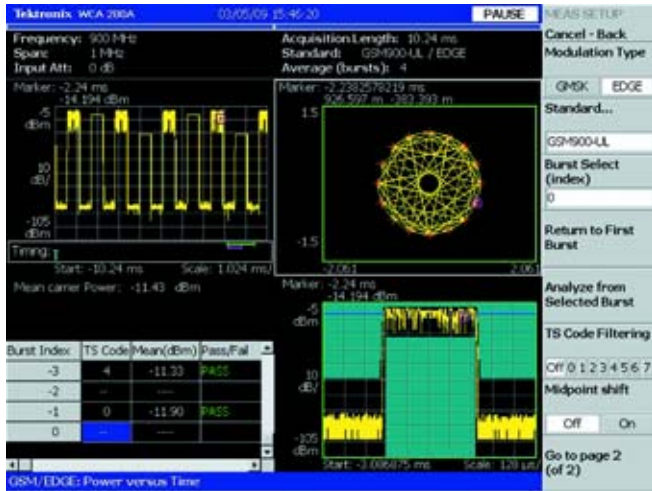 Tektronix WCA 280A 03/05/09 15:46:20 PAUSE
MEAS SETUP
Frequency: 900 MHz
Span: 1 MHz
Input Att: 0 dB
Acquisition Length: 10.24 ms
Standard: GSM900-UL / EDGE
Average (bursts): 4
Cancel - Back
Modulation Type
GMSK EDGE
Standard...
GSM900-UL
Burst Select
(index)
0
Return to First
Burst
Analyze from
Selected Burst
TS Code Filtering
Off 0 1 2 3 4 5 6 7
Midpoint shift
Off On
Go to page 2
(of 2)
Marker: -2.24 ms
-14.194 dBm
-5
dBm
10
dB/
-105
dBm
Timing:
Start: -10.24 ms Scale: 1.024 ms/
Marker: -2.2382578219 ms
926.597 m -383.393 m
1.5
-1.5
-2.061 2.061
Mean carrier Power: -11.43 dBm
Burst Index TS Code Mean(dBm) Pass/Fail
-3 4 -11.33 PASS
-2 -- ----
-1 0 -11.90 PASS
0 -- ----
Marker: -2.24 ms
-14.194 dBm
-5
dBm
10
dB/
-105
dBm
Start: -3.086875 ms Scale: 128 µs/
GSM/EDGE: Power versus Time